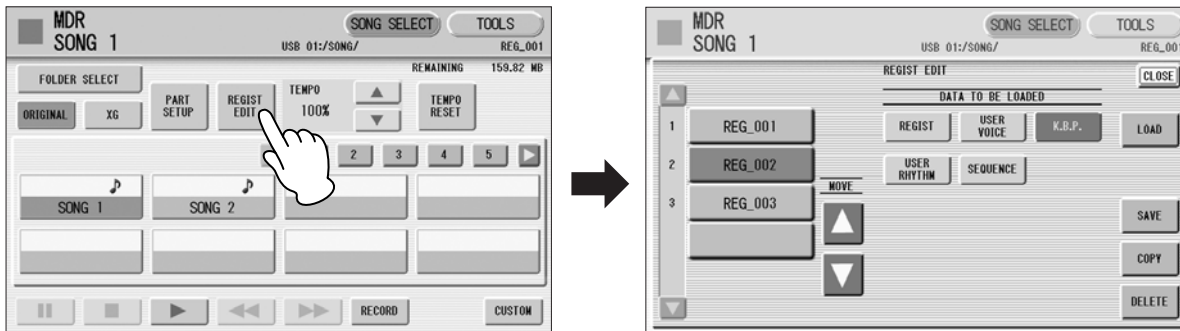 MDR
SONG 1
SONG SELECT
TOOLS
USB 01:/SONG/
REG_001
REMAINING 159.82 MB
FOLDER SELECT
ORIGINAL
XG
PART
SETUP
REGIST
EDIT
TEMPO
100%
TEMPO
RESET
2 3 4 5
SONG 1
SONG 2
RECORD
CUSTOM
MDR
SONG 1
SONG SELECT
TOOLS
USB 01:/SONG/
REGIST EDIT
CLOSE
DATA TO BE LOADED
1 REG_001
REGIST
USER
VOICE
K.B.P.
LOAD
2 REG_002
USER
RHYTHM
SEQUENCE
MOVE
3 REG_003
SAVE
COPY
DELETE